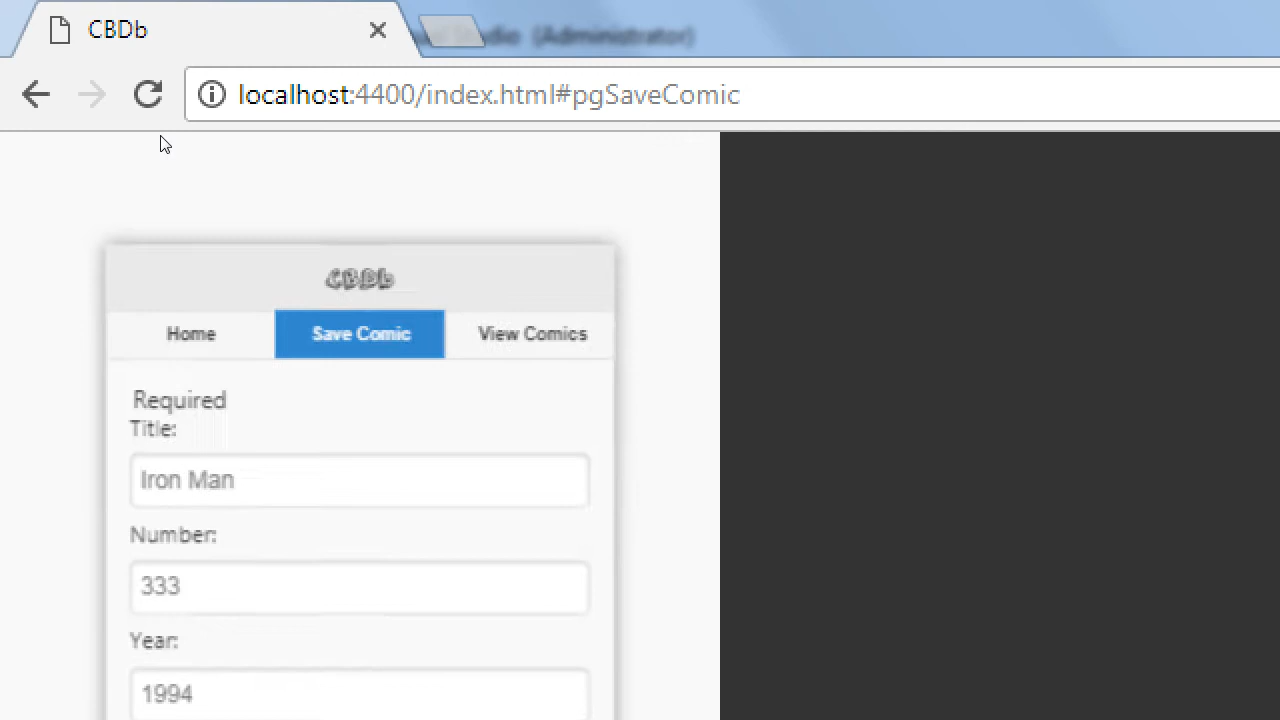 CBDb
(Administrator)
localhost:4400/index.html#pgSaveComic
CBDb
Home
Save Comic
View Comics
Required
Title:
Iron Man
Number:
333
Year:
1994